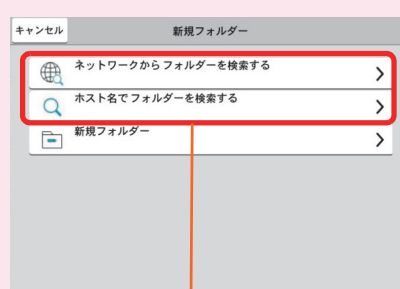 キャンセル 新規フォルダー
ネットワークからフォルダーを検索する
ホスト名でフォルダーを検索する
新規フォルダー